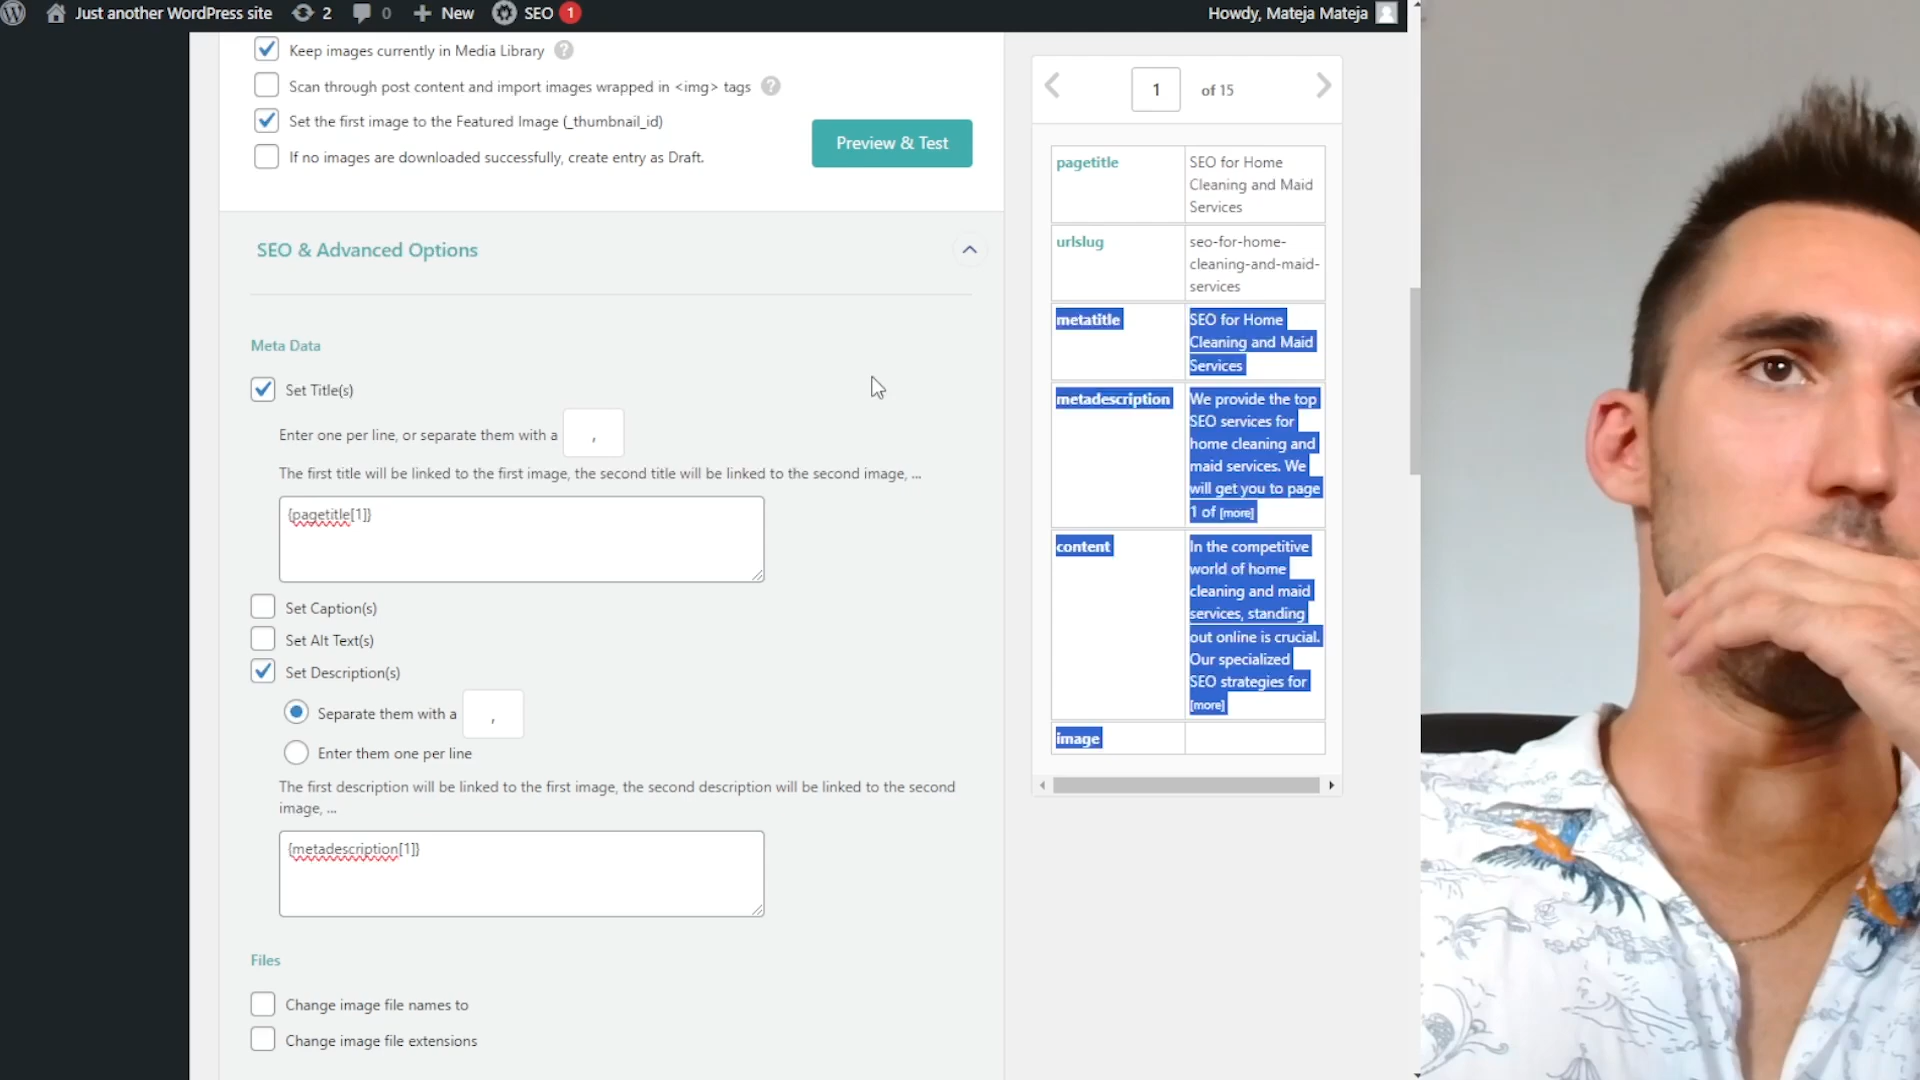 Just another WordPress site 2 0 New SEO 1 Howdy, Mateja Mateja
Keep images currently in Media Library ?
Scan through post content and import images wrapped in <img> tags ?
Set the first image to the Featured Image (_thumbnail_id)
If no images are downloaded successfully, create entry as Draft.
Preview & Test
SEO & Advanced Options
Meta Data
Set Title(s)
Enter one per line, or separate them with a ,
The first title will be linked to the first image, the second title will be linked to the second image, ...
{pagetitle[1]}
Set Caption(s)
Set Alt Text(s)
Set Description(s)
Separate them with a ,
Enter them one per line
The first description will be linked to the first image, the second description will be linked to the second
image, ...
{metadescription[1]}
Files
Change image file names to
Change image file extensions
1 of 15
pagetitle SEO for Home
Cleaning and Maid
Services
urlslug seo-for-home-
cleaning-and-maid-
services
metatitle SEO for Home
Cleaning and Maid
Services
metadescription We provide the top
SEO services for
home cleaning and
maid services. We
will get you to page
1 of [more]
content In the competitive
world of home
cleaning and maid
services, standing
out online is crucial.
Our specialized
SEO strategies for
[more]
image